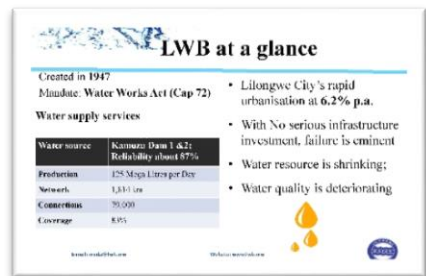 LWB at a glance
Created in 1947
Mandate: Water Works Act (Cap 72)
Water supply services
Water source
Kamuzu Dam 1 &2:
Reliability about 87%
Production
125 Mega Litres per Day
Network
Connections
Coverage
• Lilongwe City's rapid
urbanisation at 6.2% p.a.
• With No serious infrastructure
investment, failure is eminent
• Water resource is shrinking;
• Water quality is deteriorating